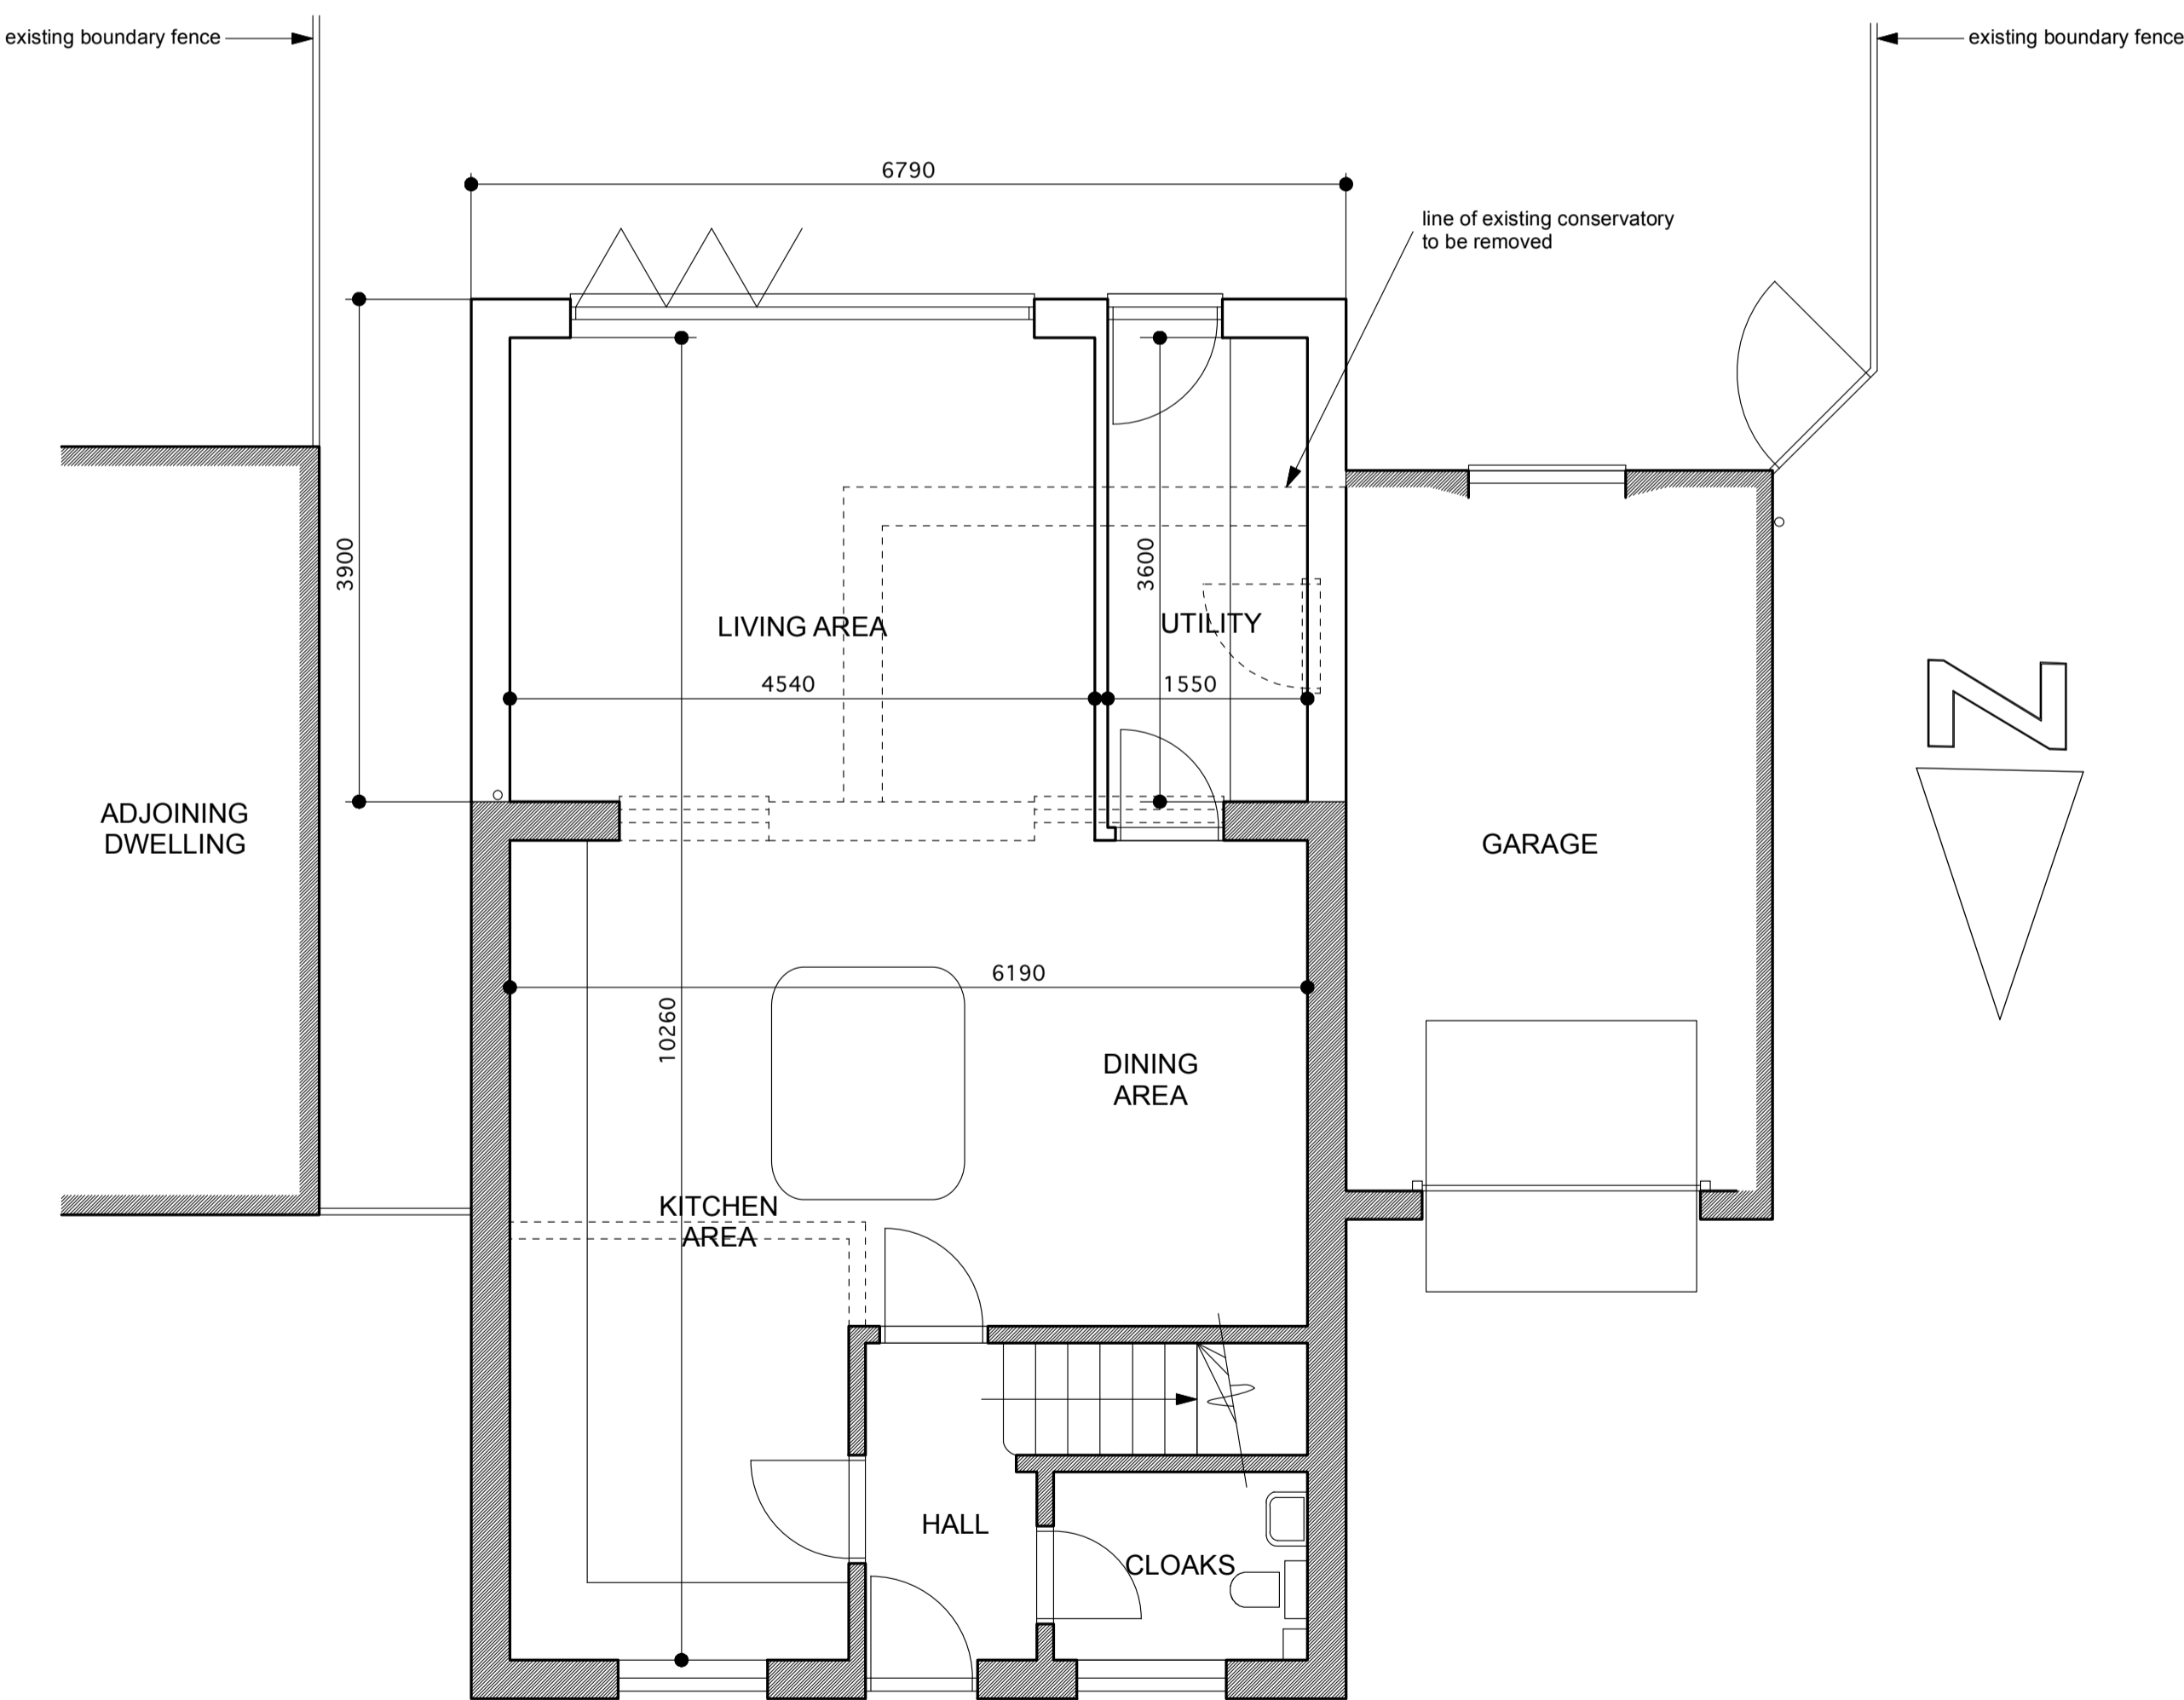 existing boundary fence
existing boundary fence
6790
line of existing conservatory
to be removed
3900
3600
LIVING AREA
UTILITY
4540
1550
N
ADJOINING
DWELLING
GARAGE
6190
10260
DINING
AREA
KITCHEN
AREA
HALL
CLOAKS